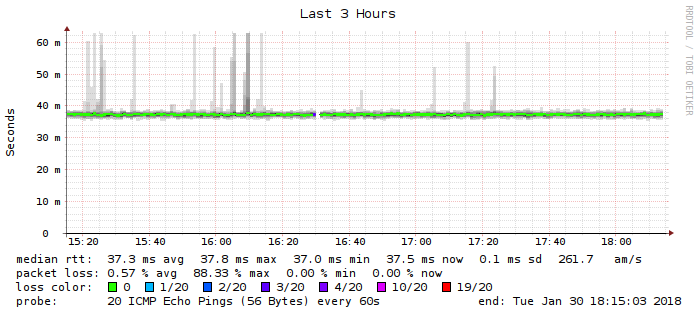 Last 3 Hours
RRDTOOL / TOBI OETIKER
Seconds
60 m
50 m
40 m
30 m
20 m
10 m
0
15:20 15:40 16:00 16:20 16:40 17:00 17:20 17:40 18:00
median rtt: 37.3 ms avg 37.8 ms max 37.0 ms min 37.5 ms now 0.1 ms sd 261.7 am/s
packet loss: 0.57 % avg 88.33 % max 0.00 % min 0.00 % now
loss color: 0 1/20 2/20 3/20 4/20 10/20 19/20
probe: 20 ICMP Echo Pings (56 Bytes) every 60s end: Tue Jan 30 18:15:03 2018